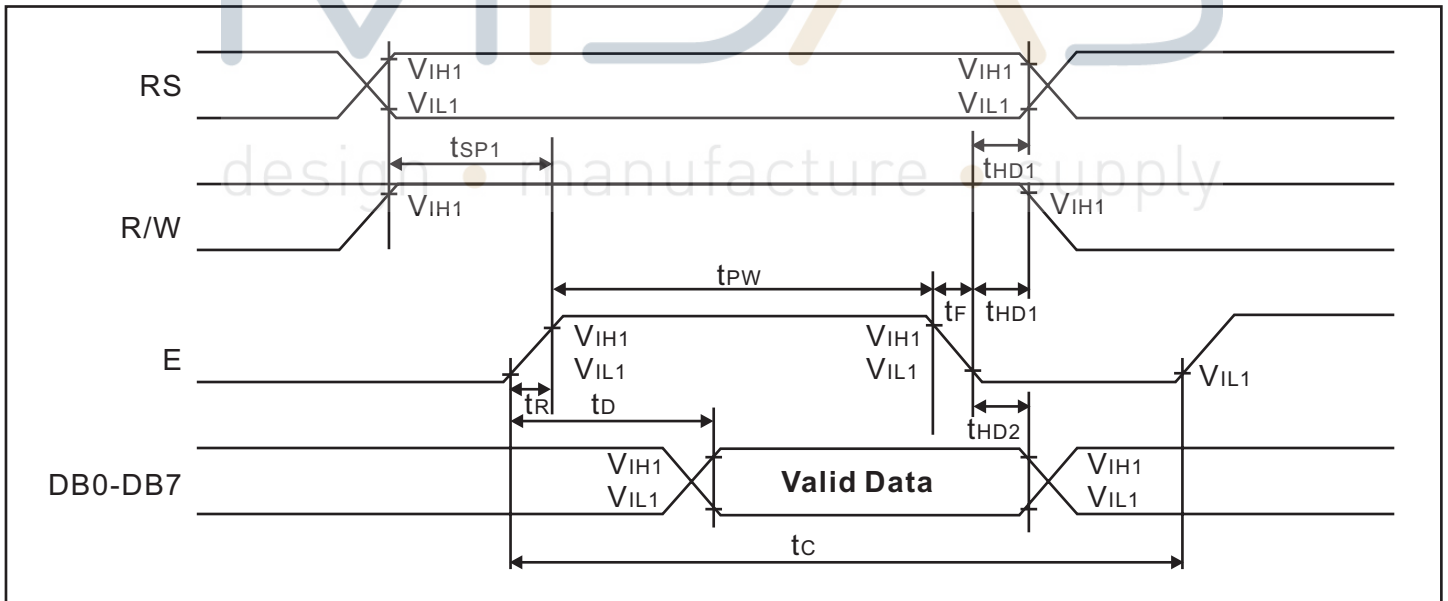 MIDAS
design • manufacture • supply
RS
VIH1
VIL1
VIH1
VIL1
tSP1
tHD1
R/W
VIH1
VIH1
tPW
tF
tHD1
E
VIH1
VIL1
VIH1
VIL1
VIL1
tR
tD
tHD2
DB0-DB7
VIH1
VIL1
Valid Data
VIH1
VIL1
tC